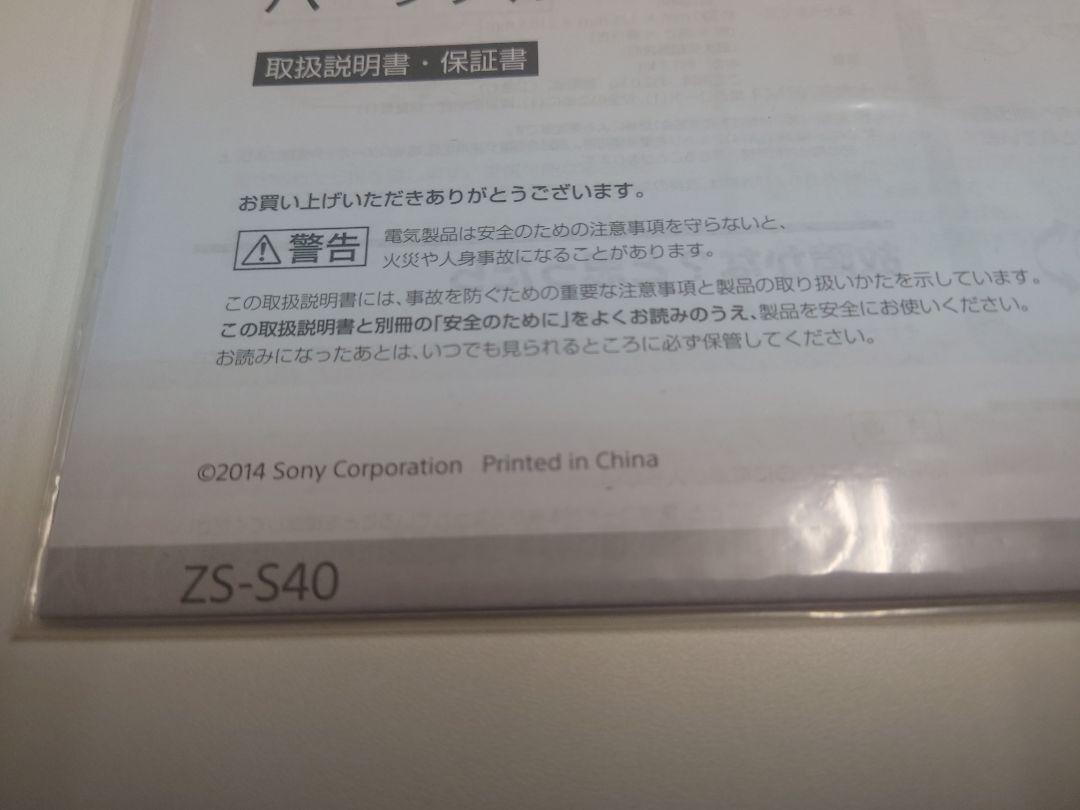 取扱説明書・保証書
お買い上げいただきありがとうございます。
警告
電気製品は安全のための注意事項を守らないと、
火災や人身事故になることがあります。
この取扱説明書には、事故を防ぐための重要な注意事項と製品の取り扱いかたを示しています。
この取扱説明書と別冊の「安全のために」をよくお読みのうえ、製品を安全にお使いください。
お読みになったあとは、いつでも見られるところに必ず保管してください。
©2014 Sony Corporation Printed in China
ZS-S40